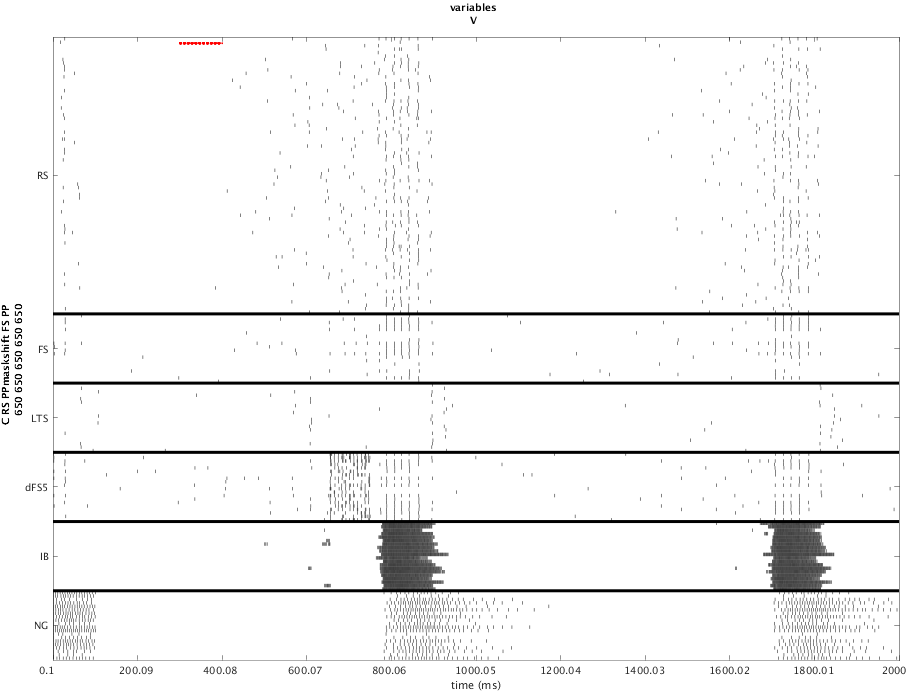 variables
V
RS
FS
LTS
dFS5
IB
NG
C RS PPmaskshift FS PP
650 650 650 650 650
0.1 200.09 400.08 600.07 800.06 1000.05 1200.04 1400.03 1600.02 1800.01 2000
time (ms)